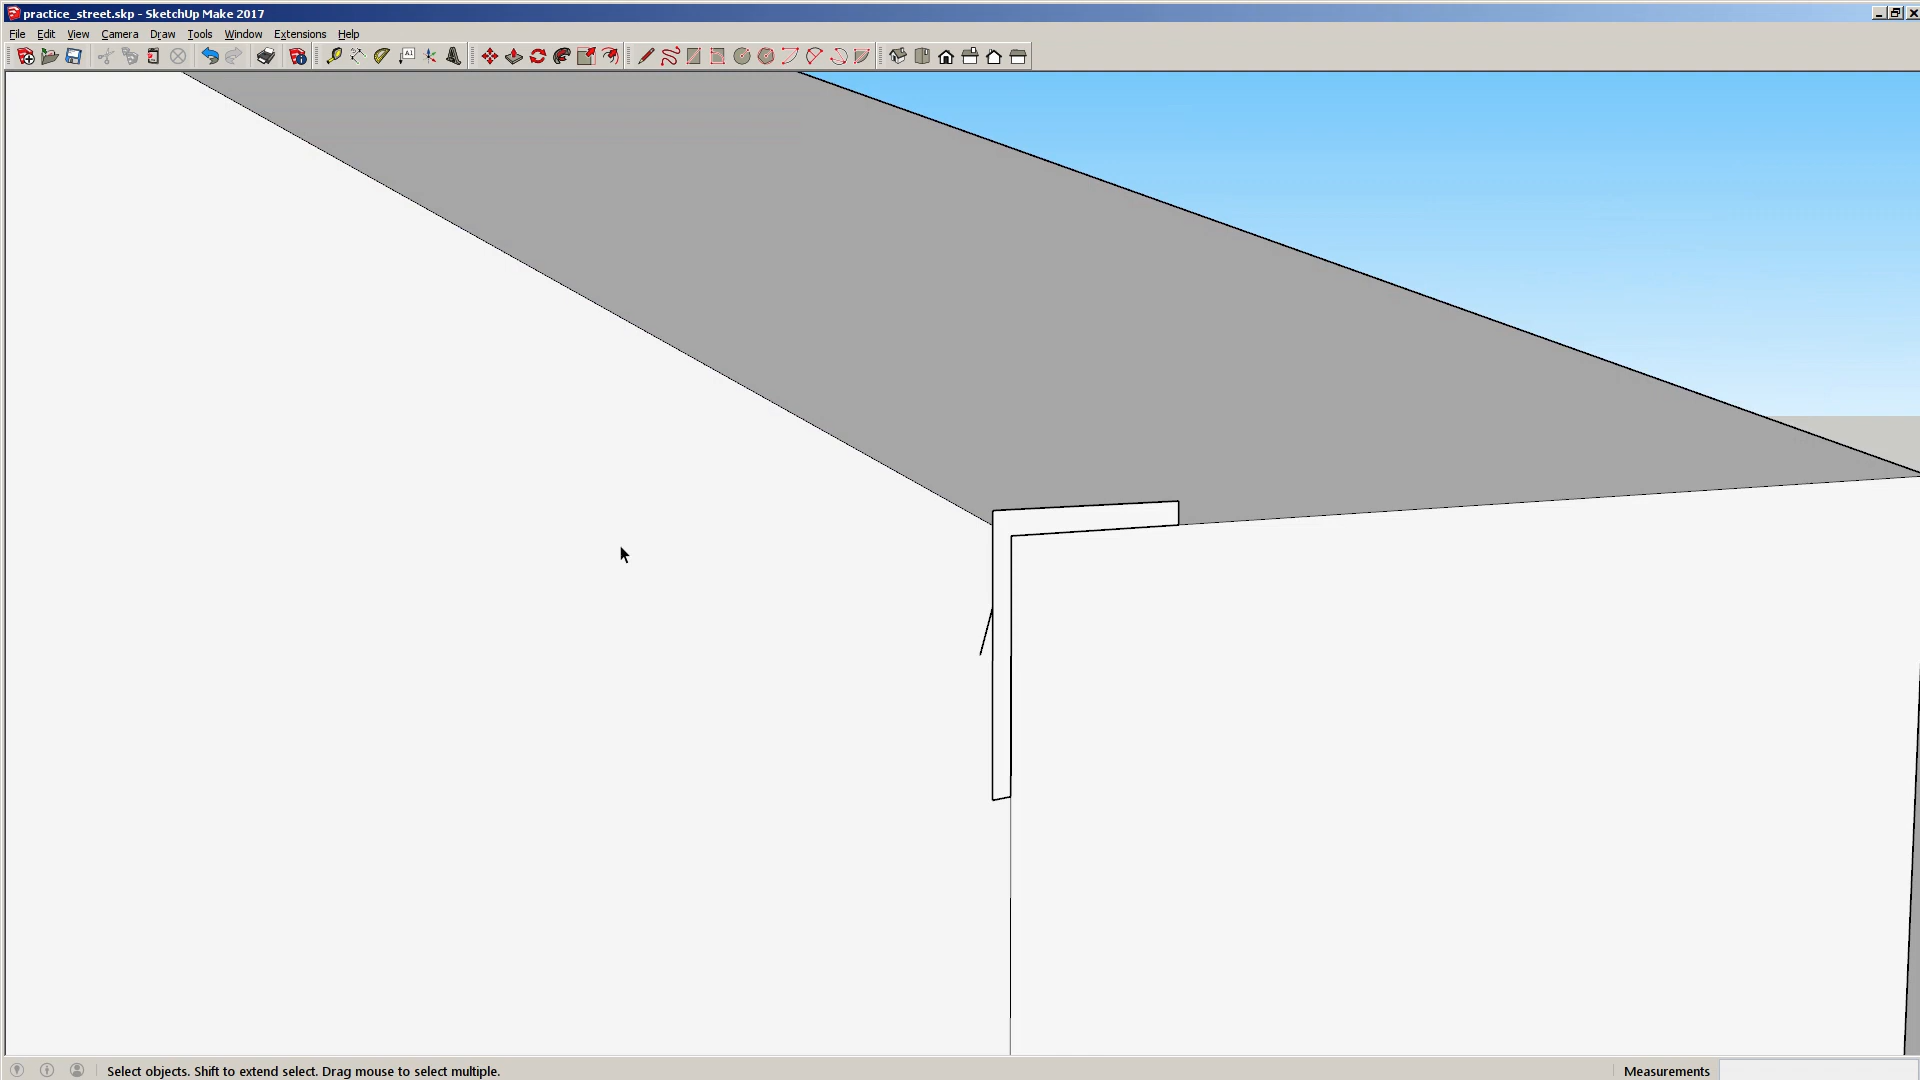 practice_street.skp - SketchUp Make 2017
File Edit View Camera Draw Tools Window Extensions Help
A1
Select objects. Shift to extend select. Drag mouse to select multiple.
Measurements